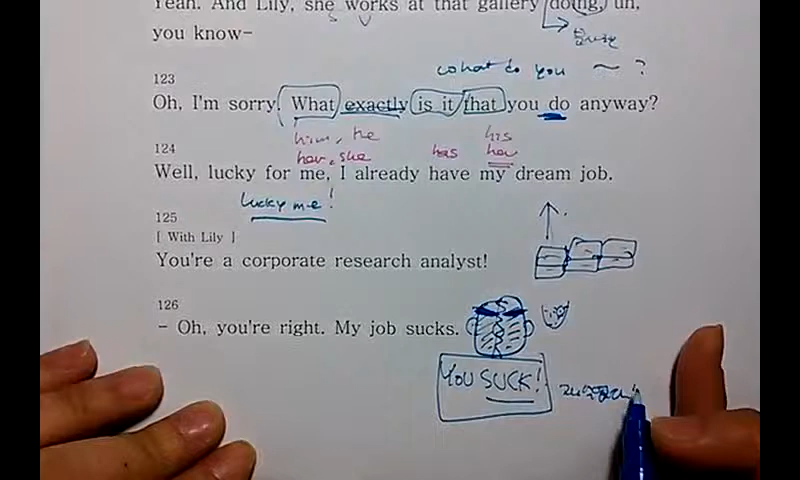 Yeah. And Lily, she works at that gallery doing, uh,
s
you know-
what do you ~ ?
123
Oh, I'm sorry. What exactly is it that you do anyway?
him, he his
her, she has her
124
Well, lucky for me, I already have my dream job.
lucky me!
125
[ With Lily ]
You're a corporate research analyst!
126
- Oh, you're right. My job sucks.
YOU SUCK!